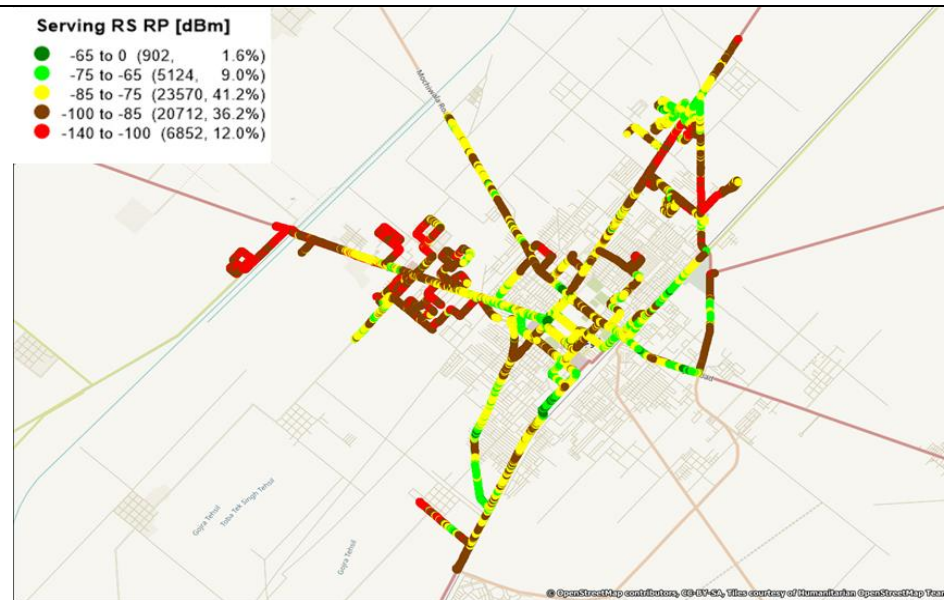 Serving RS RP [dBm]
-65 to 0 (902, 1.6%)
-75 to -65 (5124, 9.0%)
-85 to -75 (23570, 41.2%)
-100 to -85 (20712, 36.2%)
-140 to -100 (6852, 12.0%)
Mochiwala Ro
Gojra Tehsil
Toba Tek Singh Tehsil
Gojra Tehsil
© OpenStreetMap contributors, CC-BY-SA, Tiles courtesy of Humanitarian OpenStreetMap Team